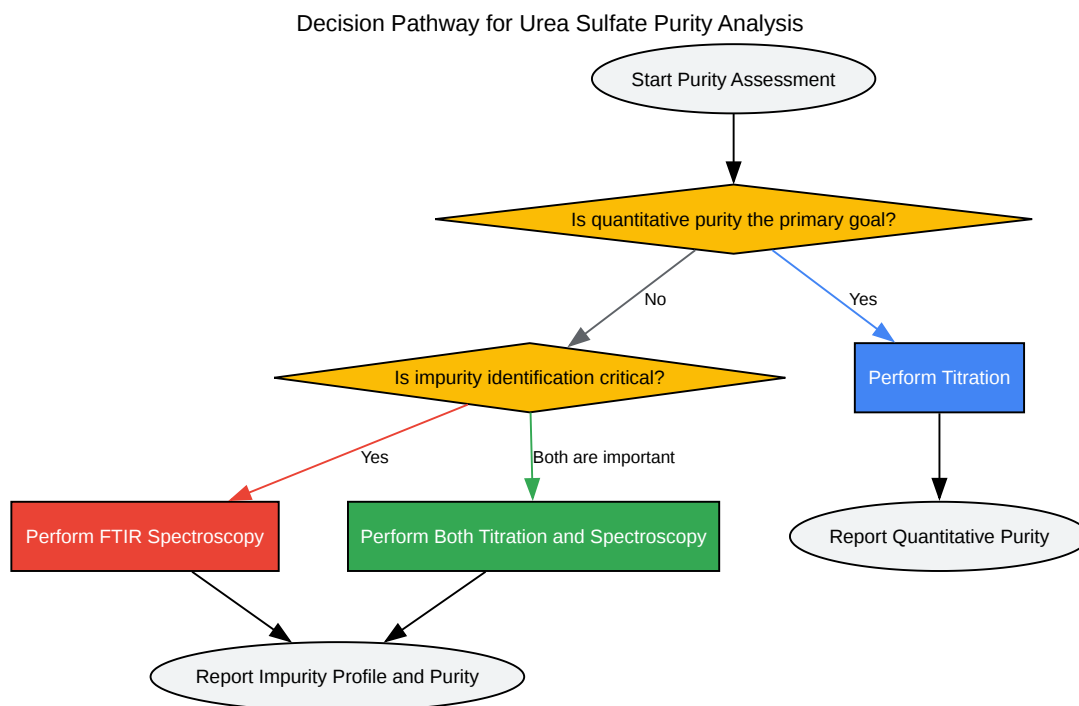 Decision Pathway for Urea Sulfate Purity Analysis
Start Purity Assessment
Is quantitative purity the primary goal?
No
Yes
Is impurity identification critical?
Perform Titration
Yes
Both are important
Perform FTIR Spectroscopy
Perform Both Titration and Spectroscopy
Report Quantitative Purity
Report Impurity Profile and Purity